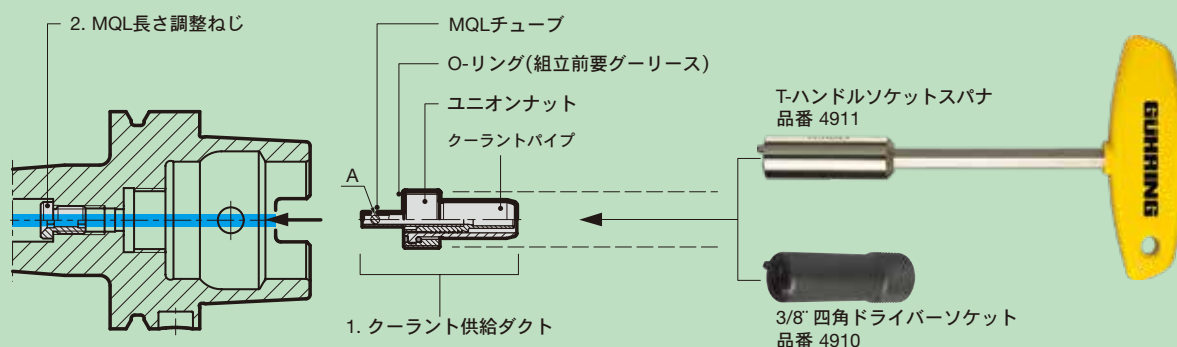 2. MQL長さ調整ねじ
MQLチューブ
O-リング(組立前要グーリース)
ユニオンナット
クーラントパイプ
A
1. クーラント供給ダクト
T-ハンドルソケットスパナ
品番 4911
GUHRING
3/8¨ 四角ドライバーソケット
品番 4910